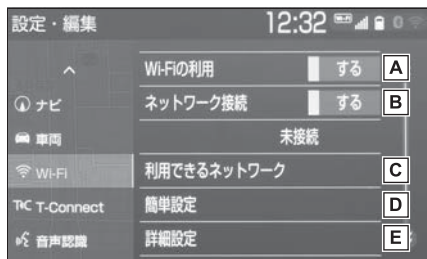 設定・編集 12:32
Wi-Fiの利用 する A
ナビ
ネットワーク接続 する B
車両
未接続
Wi-Fi
利用できるネットワーク C
T-Connect
簡単設定 D
音声認識
詳細設定 E